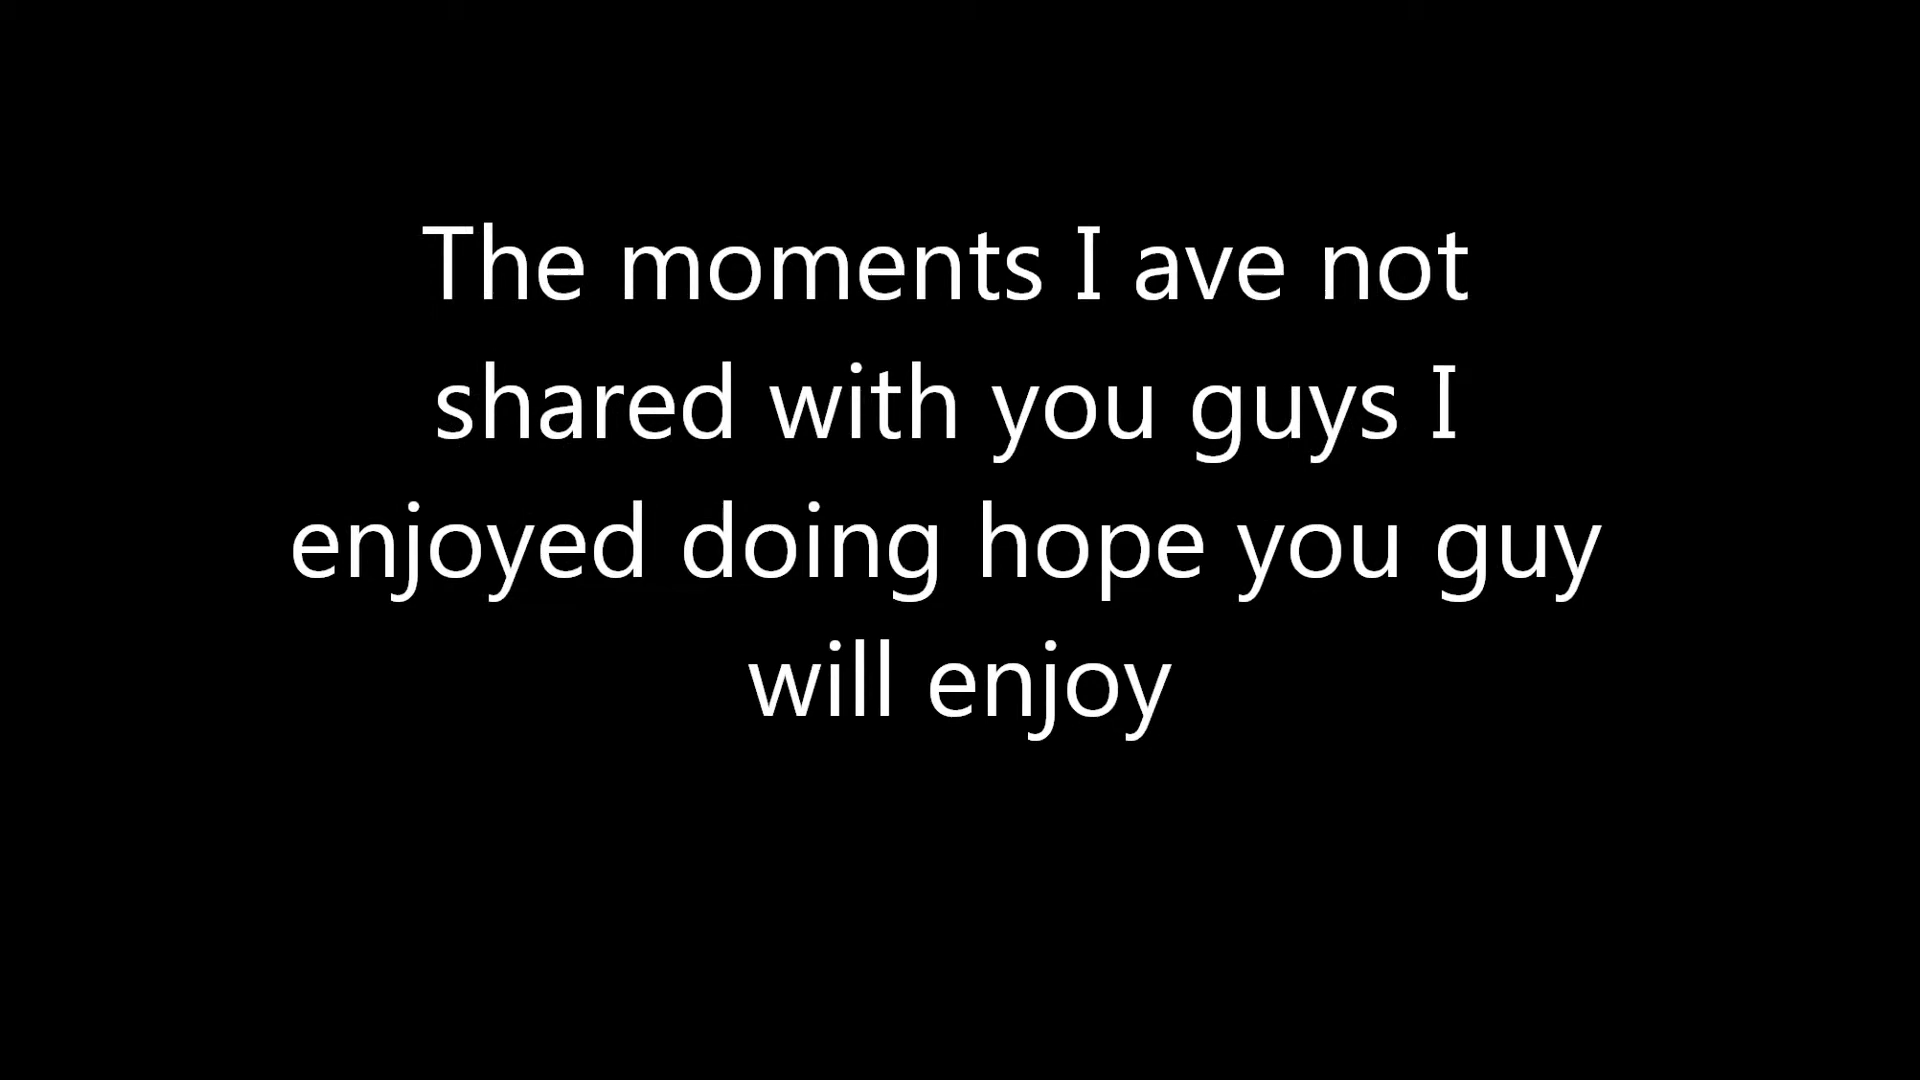 The moments I ave not
shared with you guys I
enjoyed doing hope you guy
will enjoy